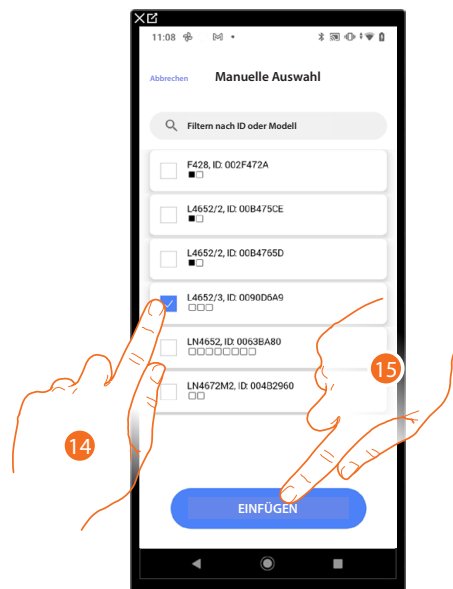 11:08
Abbrechen Manuelle Auswahl
Filtern nach ID oder Modell
F428, ID: 002F472A
L4652/2, ID: 00B475CE
L4652/2, ID: 00B4765D
L4652/3, ID: 0090D6A9
LN4652, ID: 0063BA80
LN4672M2, ID: 004B2960
15
14
EINFÜGEN